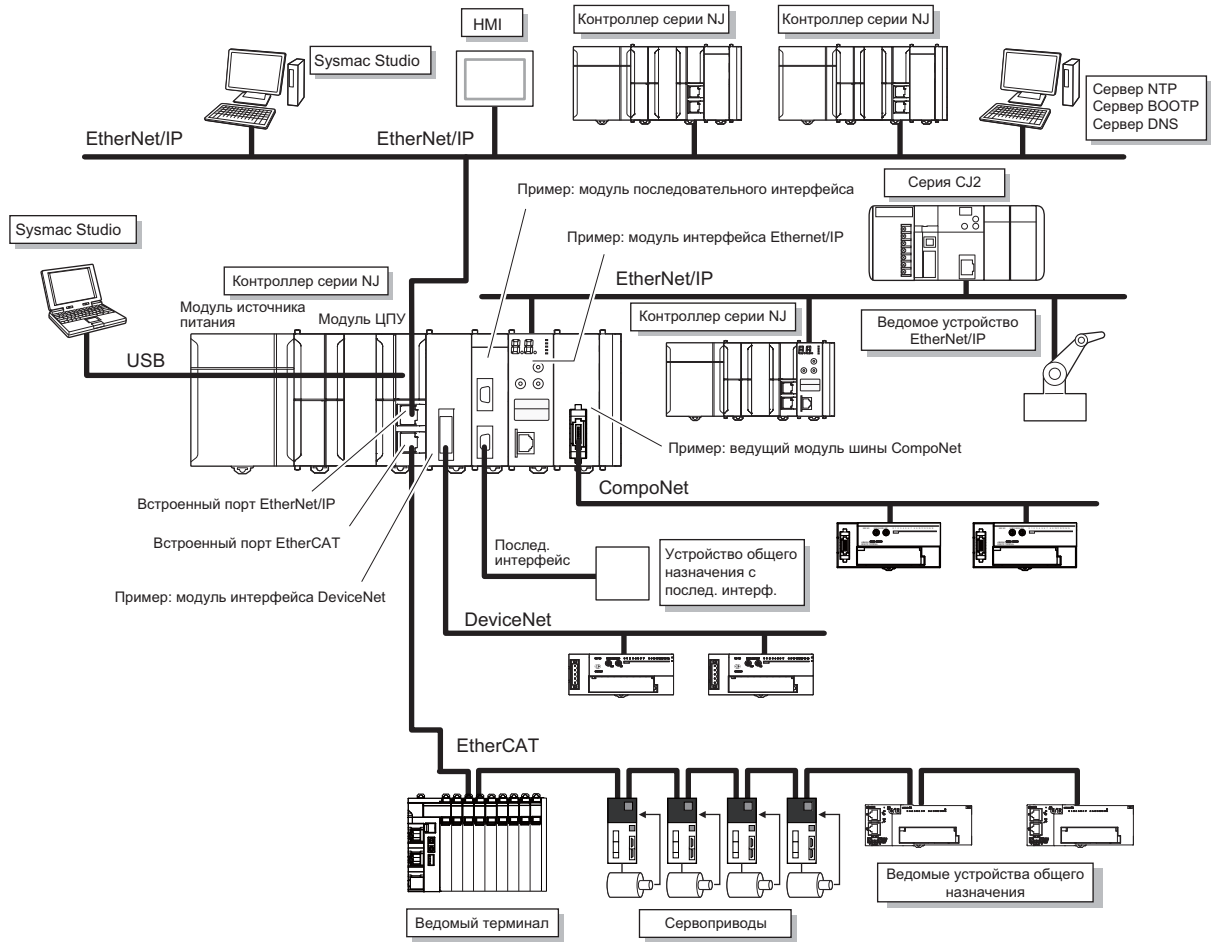 HMI
Контроллер серии NJ
Контроллер серии NJ
Sysmac Studio
Сервер NTP
Сервер BOOTP
Сервер DNS
EtherNet/IP
EtherNet/IP
Пример: модуль последовательного интерфейса
Серия CJ2
Sysmac Studio
Пример: модуль интерфейса Ethernet/IP
Контроллер серии NJ
EtherNet/IP
Модуль источника
питания
Модуль ЦПУ
Контроллер серии NJ
Ведомое устройство
EtherNet/IP
USB
Пример: ведущий модуль шины CompoNet
CompoNet
Встроенный порт EtherNet/IP
Встроенный порт EtherCAT
Послед.
интерфейс
Устройство общего
назначения с
послед. интерф.
Пример: модуль интерфейса DeviceNet
DeviceNet
EtherCAT
Ведомые устройства общего
назначения
Ведомый терминал
Сервоприводы